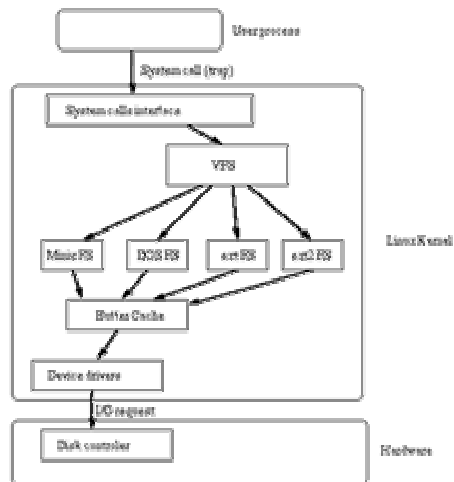 User process
System call (trap)
System calls interface
VFS
Linux Kernel
Minix FS
DOS FS
ext FS
ext2 FS
Buffer Cache
Device drivers
I/O request
Disk controller
Hardware